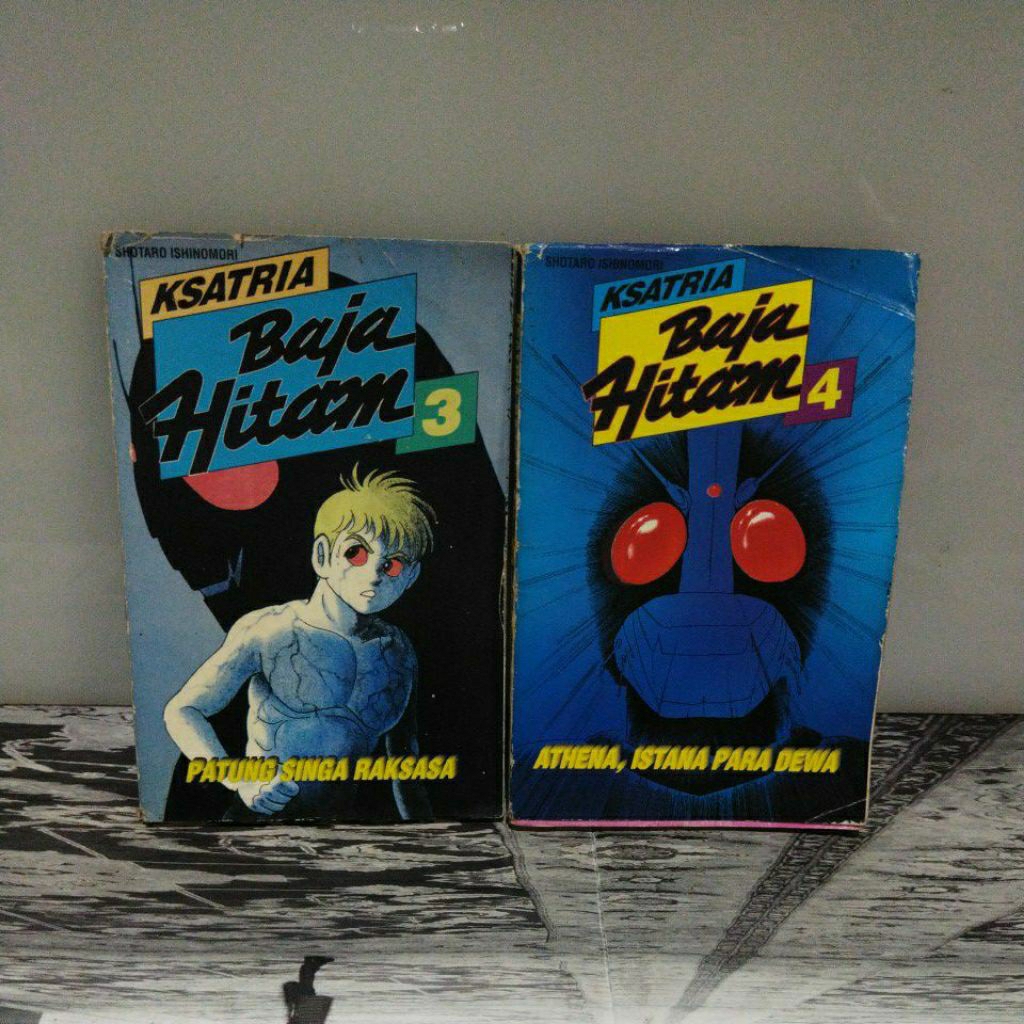 SHOTARO ISHINOMORI
KSATRIA
Baja
Hitam
3
PATUNG SINGA RAKSASA
SHOTARO ISHINOMORI
KSATRIA
Baja
Hitam
4
ATHENA, ISTANA PARA DEWA